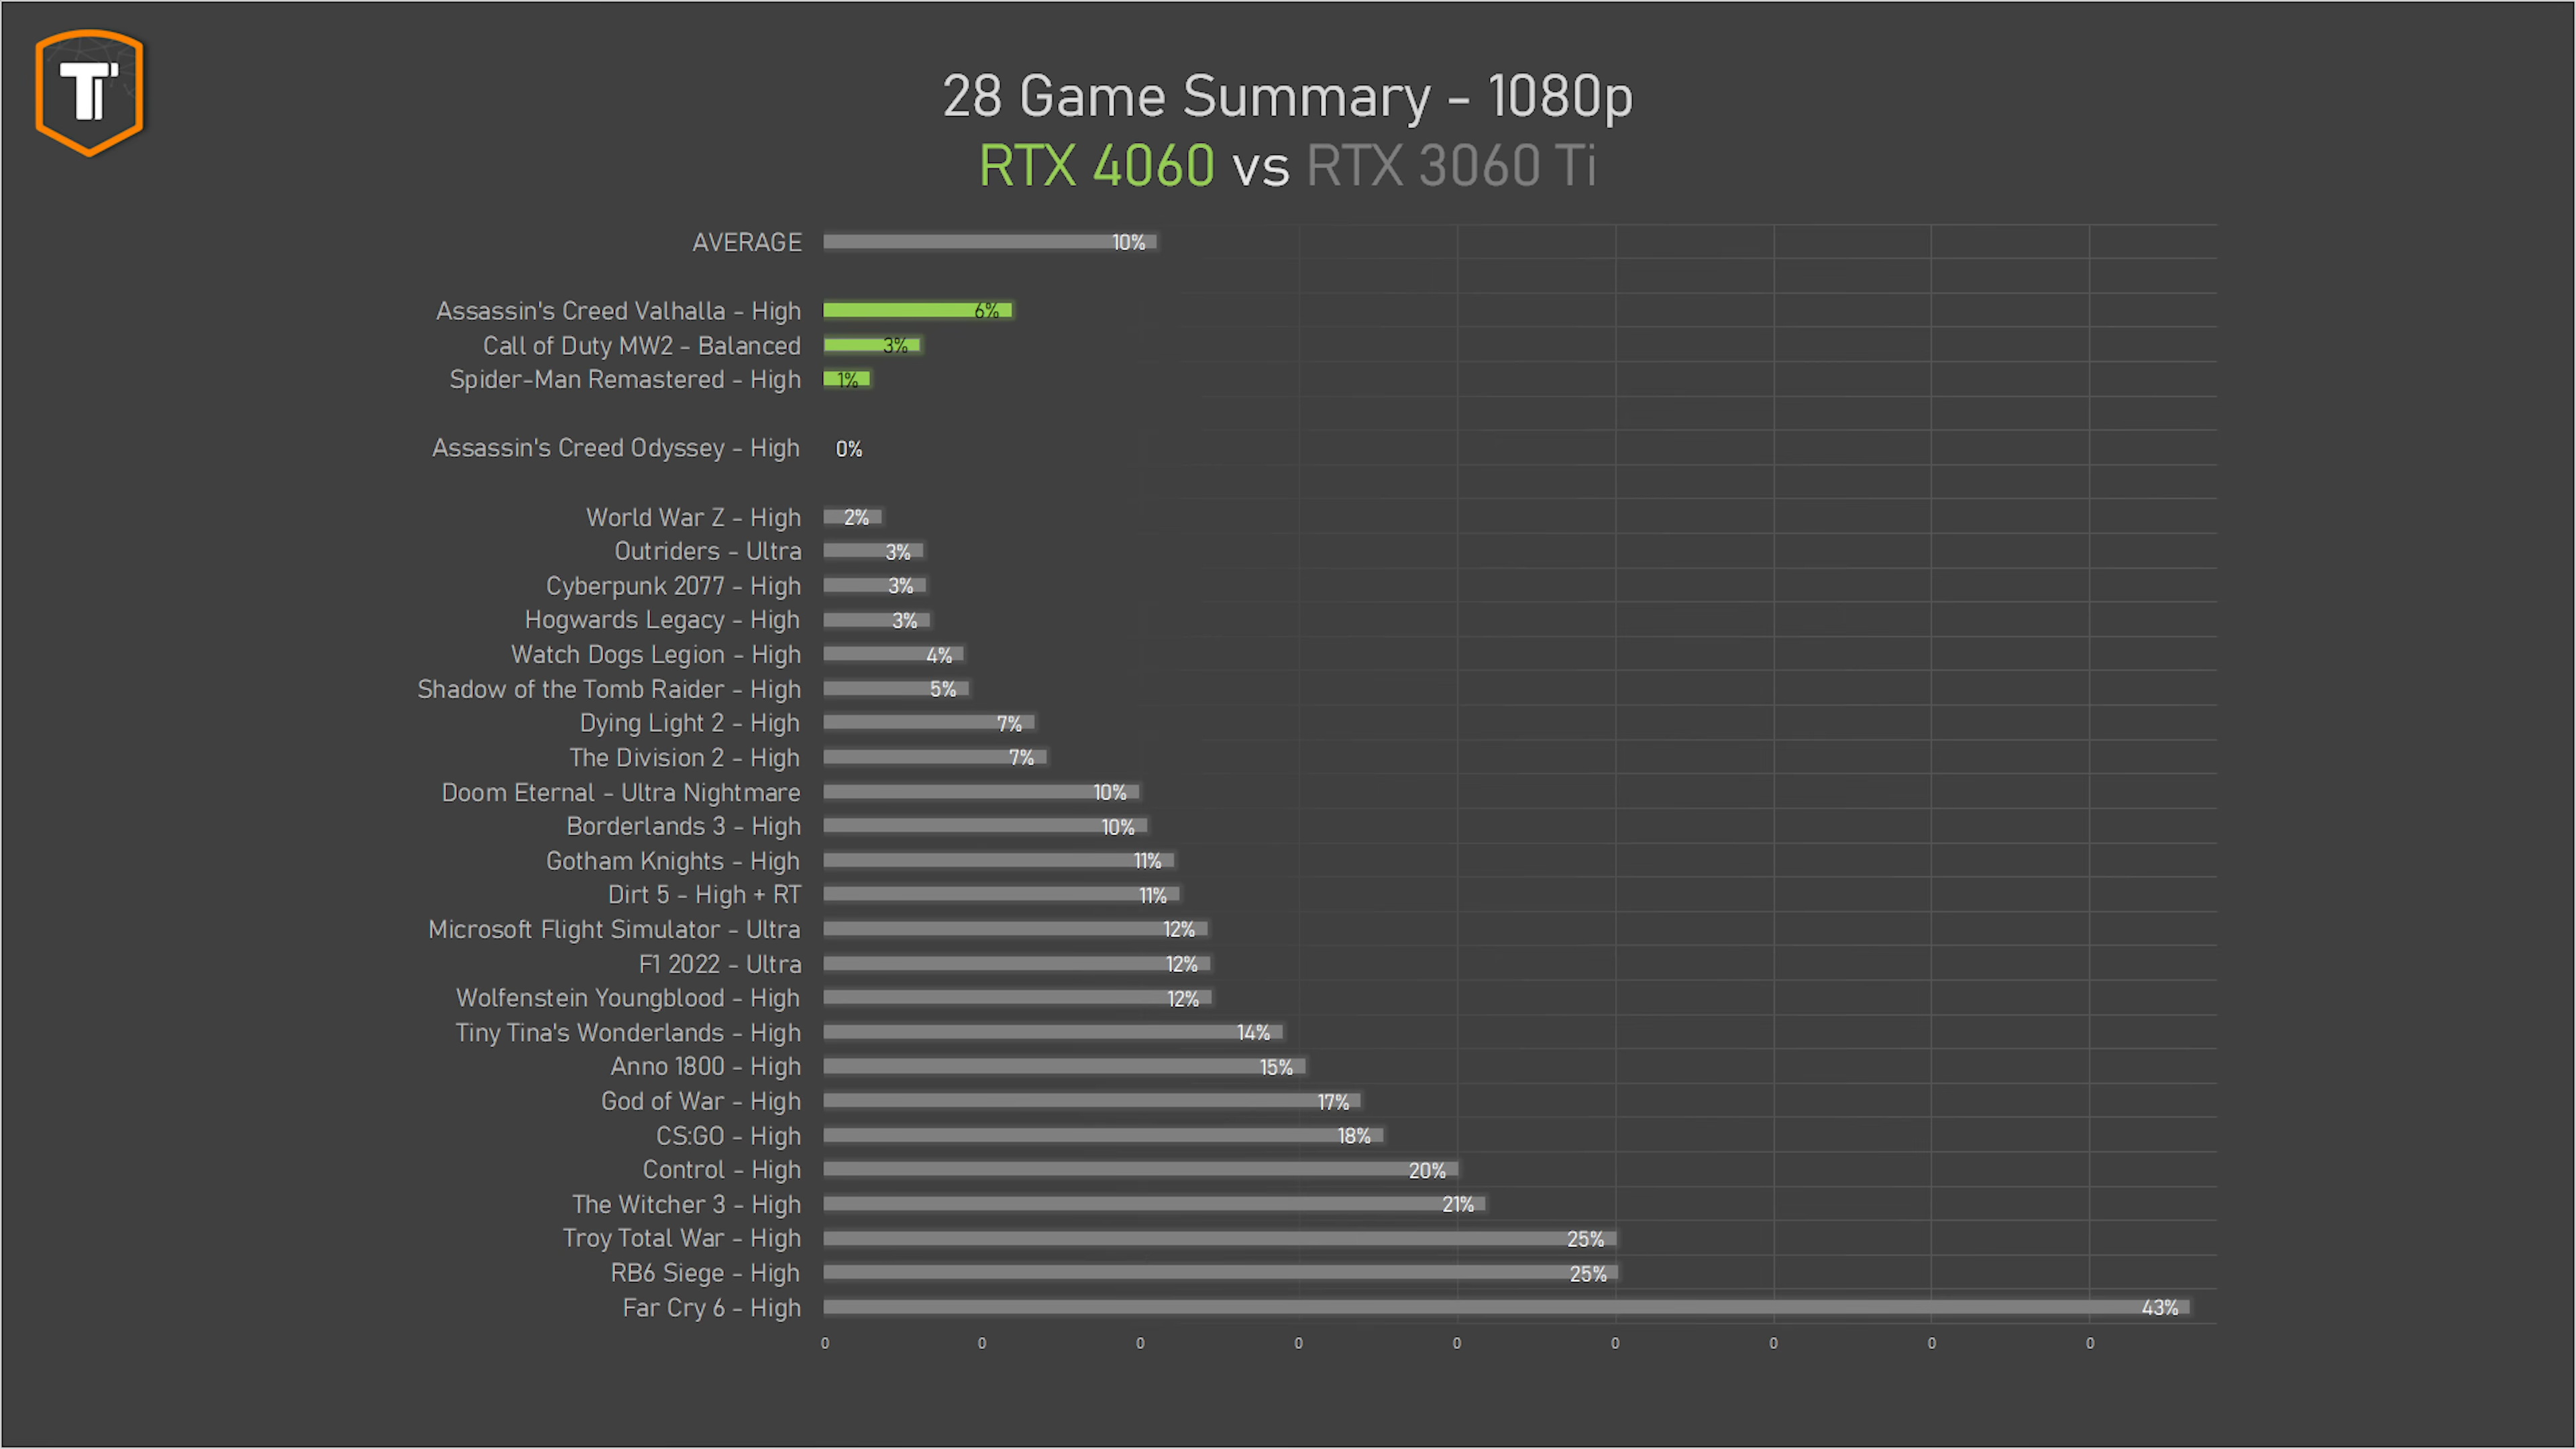 Ti
28 Game Summary - 1080p
RTX 4060 vs RTX 3060 Ti
AVERAGE 10%
Assassin's Creed Valhalla - High 6%
Call of Duty MW2 - Balanced 3%
Spider-Man Remastered - High 1%
Assassin's Creed Odyssey - High 0%
World War Z - High 2%
Outriders - Ultra 3%
Cyberpunk 2077 - High 3%
Hogwards Legacy - High 3%
Watch Dogs Legion - High 4%
Shadow of the Tomb Raider - High 5%
Dying Light 2 - High 7%
The Division 2 - High 7%
Doom Eternal - Ultra Nightmare 10%
Borderlands 3 - High 10%
Gotham Knights - High 11%
Dirt 5 - High + RT 11%
Microsoft Flight Simulator - Ultra 12%
F1 2022 - Ultra 12%
Wolfenstein Youngblood - High 12%
Tiny Tina's Wonderlands - High 14%
Anno 1800 - High 15%
God of War - High 17%
CS:GO - High 18%
Control - High 20%
The Witcher 3 - High 21%
Troy Total War - High 25%
RB6 Siege - High 25%
Far Cry 6 - High 43%
0 0 0 0 0 0 0 0 0